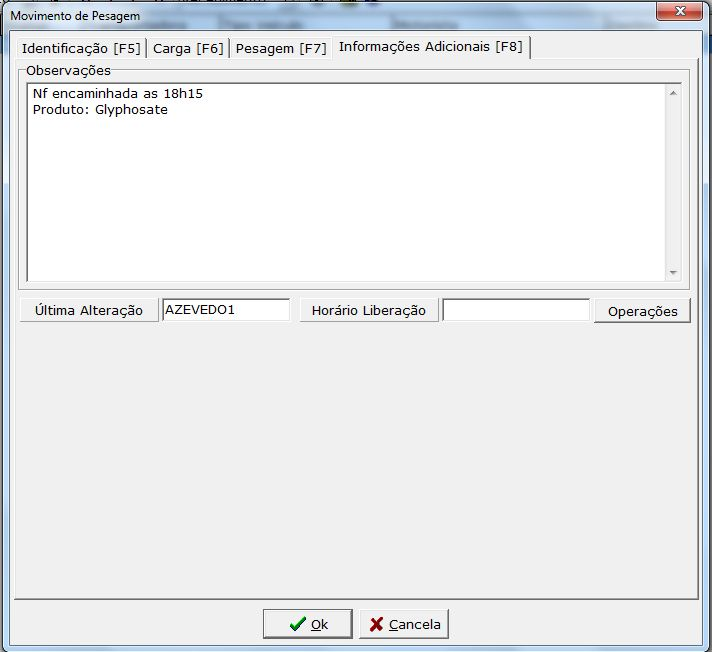 Movimento de Pesagem
Identificação [F5] Carga [F6] Pesagem [F7] Informações Adicionais [F8]
Observações
Nf encaminhada as 18h15
Produto: Glyphosate
Última Alteração AZEVEDO1 Horário Liberação Operações
Ok Cancela